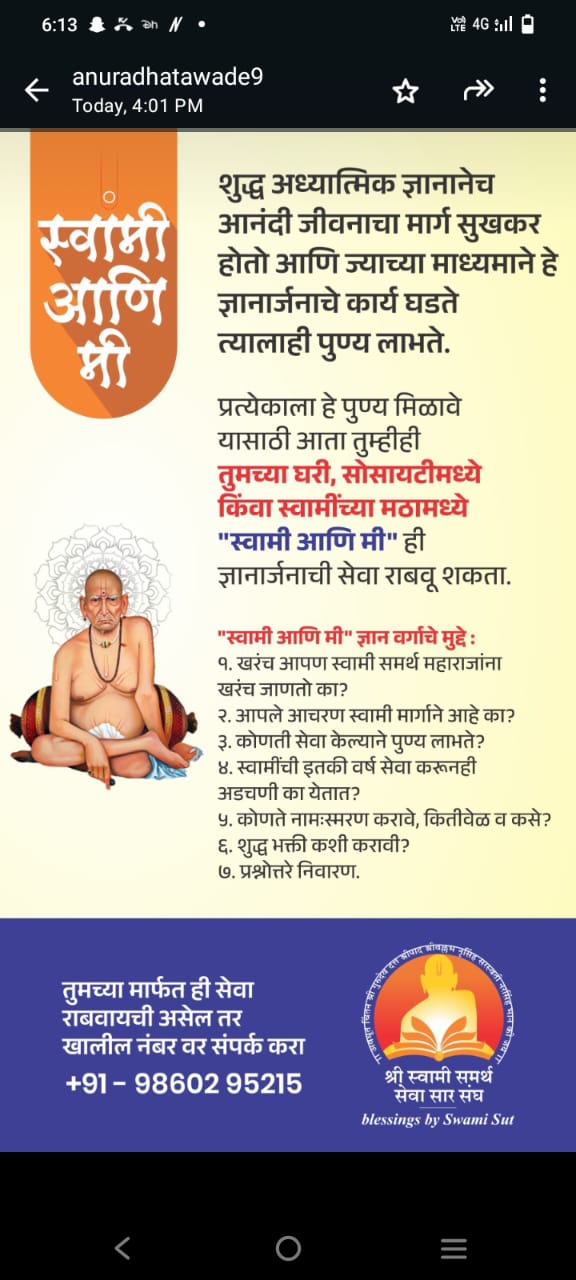 6:13
4G
anuradhatawade9
Today, 4:01 PM
स्वामी
आणि
मी
शुद्ध अध्यात्मिक ज्ञानानेच
आनंदी जीवनाचा मार्ग सुखकर
होतो आणि ज्याच्या माध्यमाने हे
ज्ञानार्जनाचे कार्य घडते
त्यालाही पुण्य लाभते.
प्रत्येकाला हे पुण्य मिळावे
यासाठी आता तुम्हीही
तुमच्या घरी, सोसायटीमध्ये
किंवा स्वामींच्या मठामध्ये
"स्वामी आणि मी" ही
ज्ञानार्जनाची सेवा राबवू शकता.
"स्वामी आणि मी" ज्ञान वर्गाचे मुद्दे :
१. खरंच आपण स्वामी समर्थ महाराजांना
खरंच जाणतो का?
२. आपले आचरण स्वामी मार्गाने आहे का?
३. कोणती सेवा केल्याने पुण्य लाभते?
४. स्वामींची इतकी वर्ष सेवा करूनही
अडचणी का येतात?
५. कोणते नामःस्मरण करावे, कितीवेळ व कसे?
६. शुद्ध भक्ती कशी करावी?
७. प्रश्नोत्तरे निवारण.
तुमच्या मार्फत ही सेवा
राबवायची असेल तर
खालील नंबर वर संपर्क करा
+91 - 98602 95215
श्री स्वामी समर्थ
सेवा सार संघ
blessings by Swami Sut